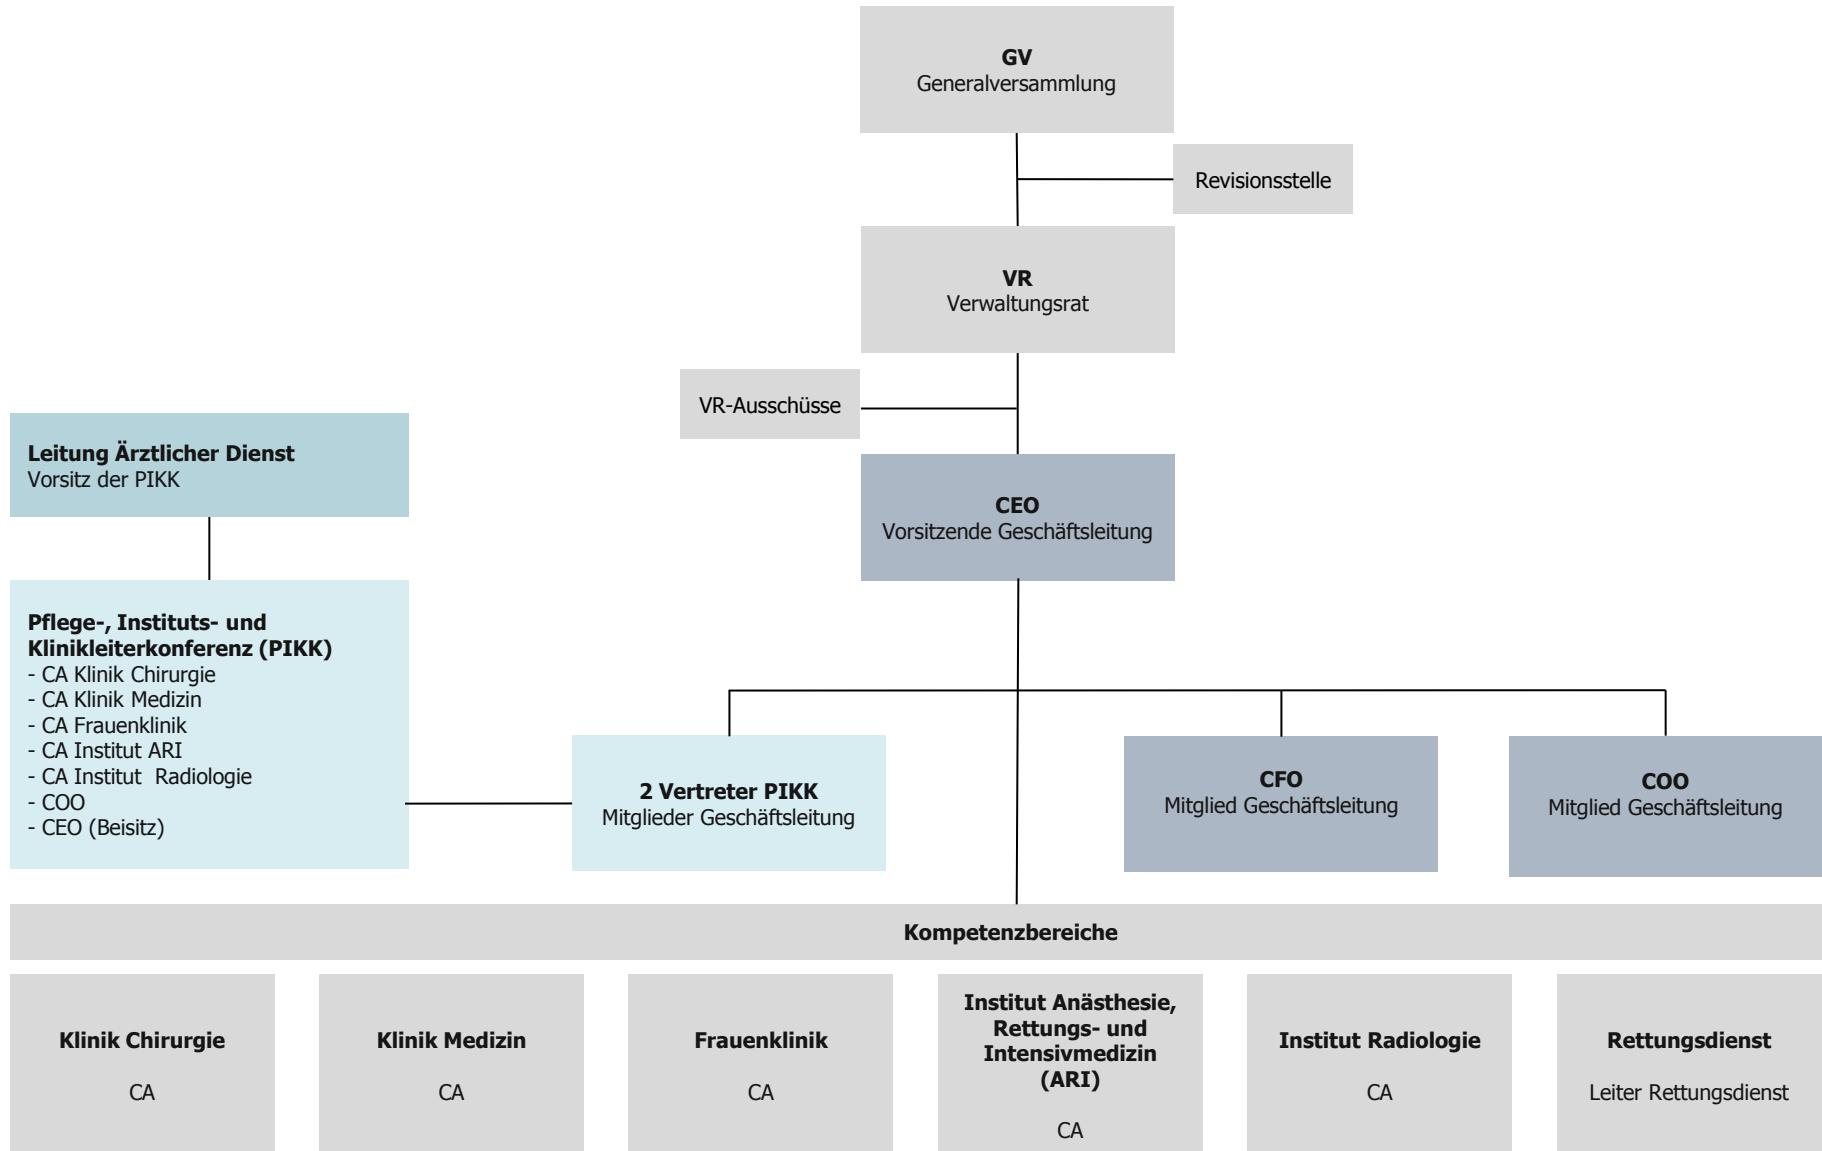 GV
Generalversammlung
Revisionsstelle
VR
Verwaltungsrat
VR-Ausschüsse
Leitung Ärztlicher Dienst
Vorsitz der PIKK
CEO
Vorsitzende Geschäftsleitung
Pflege-, Instituts- und
Klinikleiterkonferenz (PIKK)
- CA Klinik Chirurgie
- CA Klinik Medizin
- CA Frauenklinik
- CA Institut ARI
- CA Institut Radiologie
- COO
- CEO (Beisitz)
2 Vertreter PIKK
Mitglieder Geschäftsleitung
CFO
Mitglied Geschäftsleitung
COO
Mitglied Geschäftsleitung
Kompetenzbereiche
Klinik Chirurgie
CA
Klinik Medizin
CA
Frauenklinik
CA
Institut Anästhesie,
Rettungs- und
Intensivmedizin
(ARI)
CA
Institut Radiologie
CA
Rettungsdienst
Leiter Rettungsdienst